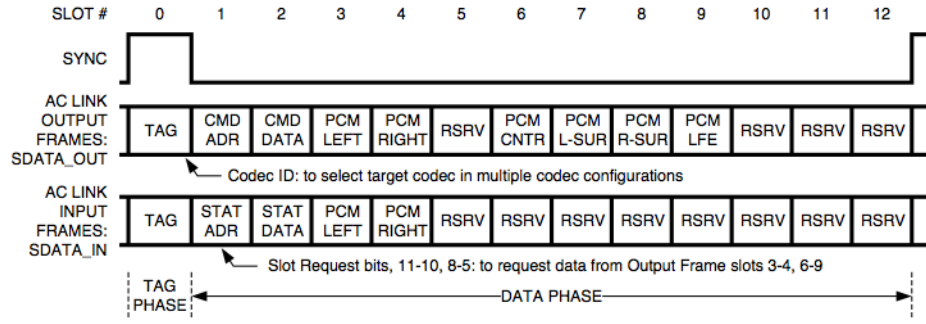 SLOT # 0 1 2 3 4 5 6 7 8 9 10 11 12
SYNC
AC LINK
OUTPUT
FRAMES:
SDATA_OUT
TAG
CMD
ADR
CMD
DATA
PCM
LEFT
PCM
RIGHT
RSRV
PCM
CNTR
PCM
L-SUR
PCM
R-SUR
PCM
LFE
RSRV
RSRV
RSRV
Codec ID: to select target codec in multiple codec configurations
AC LINK
INPUT
FRAMES:
SDATA_IN
TAG
STAT
ADR
STAT
DATA
PCM
LEFT
PCM
RIGHT
RSRV
RSRV
RSRV
RSRV
RSRV
RSRV
RSRV
RSRV
Slot Request bits, 11-10, 8-5: to request data from Output Frame slots 3-4, 6-9
TAG
PHASE
DATA PHASE